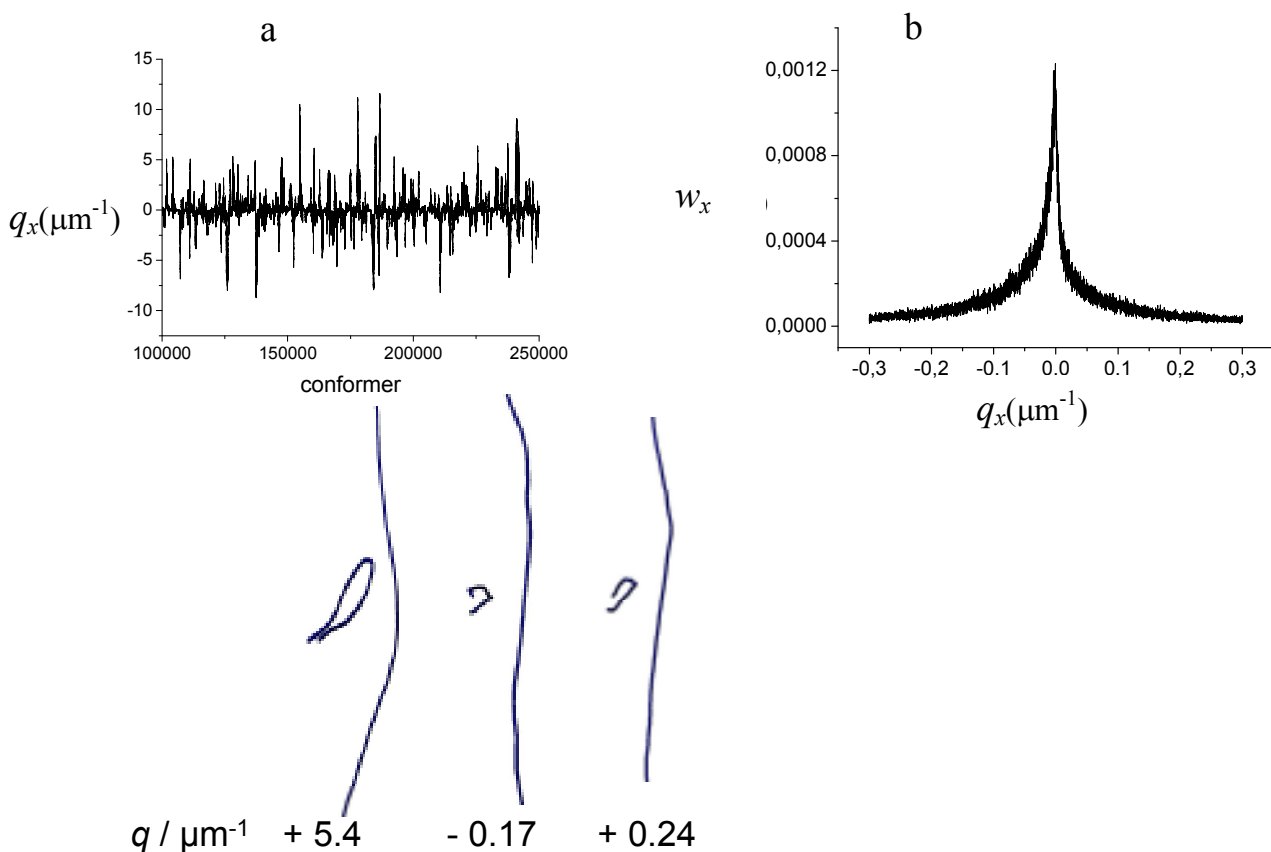 a
15
10
5
0
-5
-10
q_x(µm⁻¹)
100000 150000 200000 250000
conformer
b
0,0012
0,0008
0,0004
0,0000
w_x
-0,3 -0,2 -0.1 0.0 0.1 0,2 0,3
q_x(µm⁻¹)
q / µm⁻¹ + 5.4 - 0.17 + 0.24